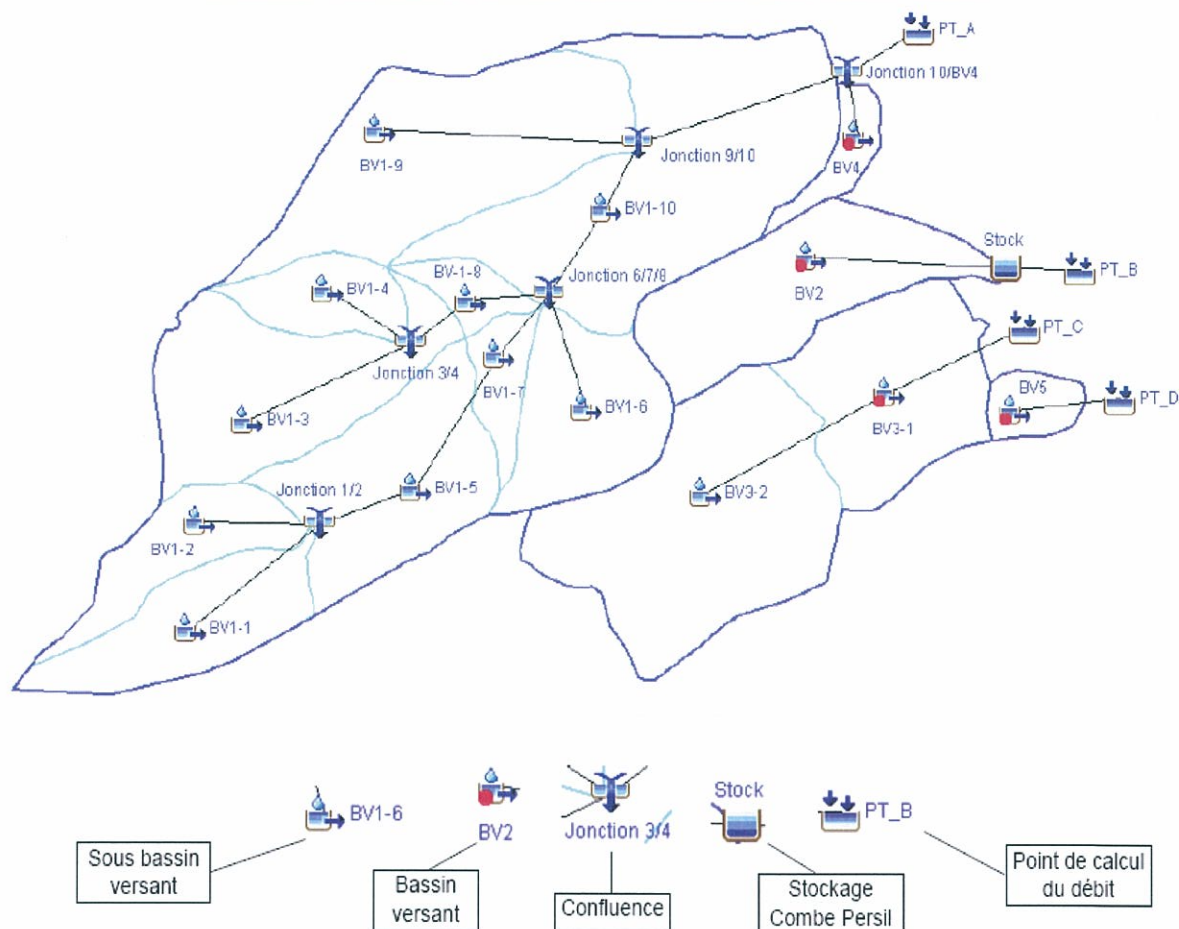 PT_A
Jonction 10/BV4
BV1-9
Jonction 9/10
BV4
BV1-10
Stock
BV-1-8
Jonction 6/7/8
BV1-4
BV2
PT_B
PT_C
Jonction 3/4
BV1-7
BV5
BV1-3
BV1-6
BV3-1
PT_D
Jonction 1/2
BV1-5
BV3-2
BV1-2
BV1-1
Stock
BV1-6
BV2
Jonction 3/4
PT_B
Sous bassin
versant
Bassin
versant
Confluence
Stockage
Combe Persil
Point de calcul
du débit